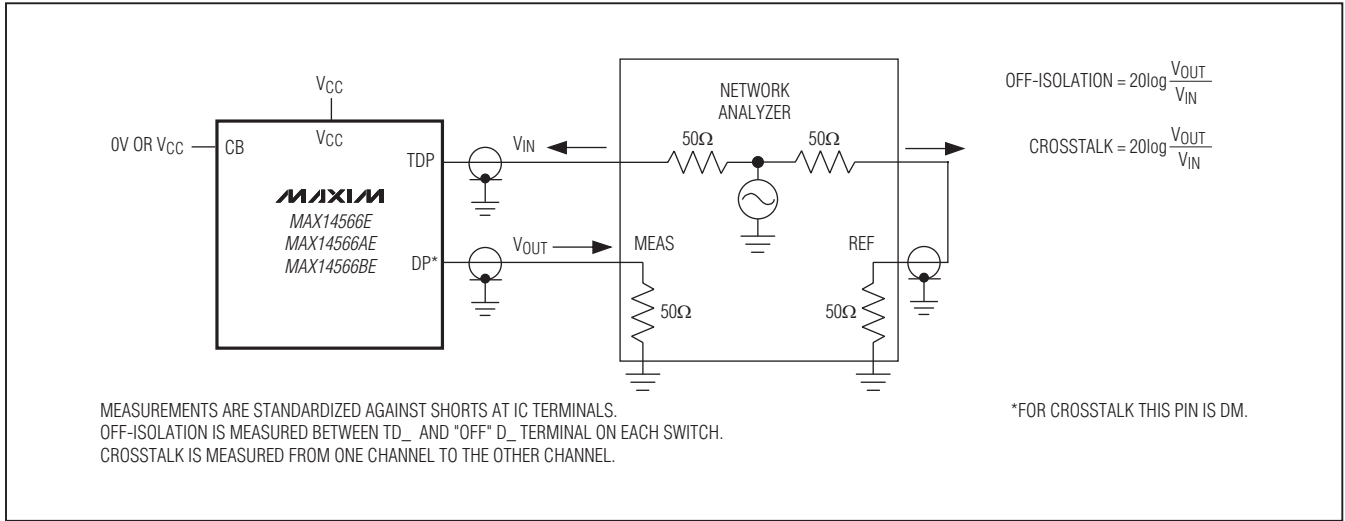 VCC
0V OR VCC
CB
VCC
TDP
MAXIM
MAX14566E
MAX14566AE
MAX14566BE
DP*
VIN
VOUT
NETWORK
ANALYZER
50Ω
50Ω
MEAS
REF
50Ω
50Ω
OFF-ISOLATION = 20log VOUT
VIN
CROSSTALK = 20log VOUT
VIN
MEASUREMENTS ARE STANDARDIZED AGAINST SHORTS AT IC TERMINALS.
OFF-ISOLATION IS MEASURED BETWEEN TD_ AND "OFF" D_ TERMINAL ON EACH SWITCH.
CROSSTALK IS MEASURED FROM ONE CHANNEL TO THE OTHER CHANNEL.
*FOR CROSSTALK THIS PIN IS DM.